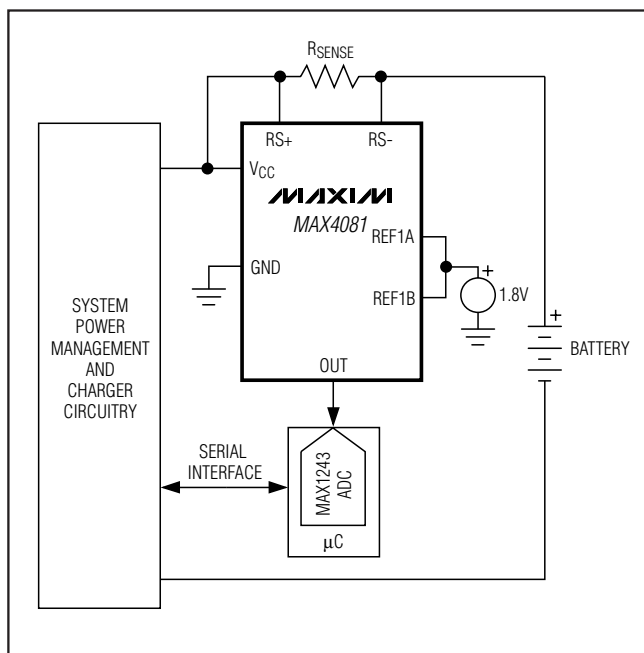 RSENSE
RS+
RS-
VCC
MAXIM
MAX4081
REF1A
GND
REF1B
+
1.8V
SYSTEM
POWER
MANAGEMENT
AND
CHARGER
CIRCUITRY
+
BATTERY
OUT
SERIAL
INTERFACE
MAX1243
ADC
µC